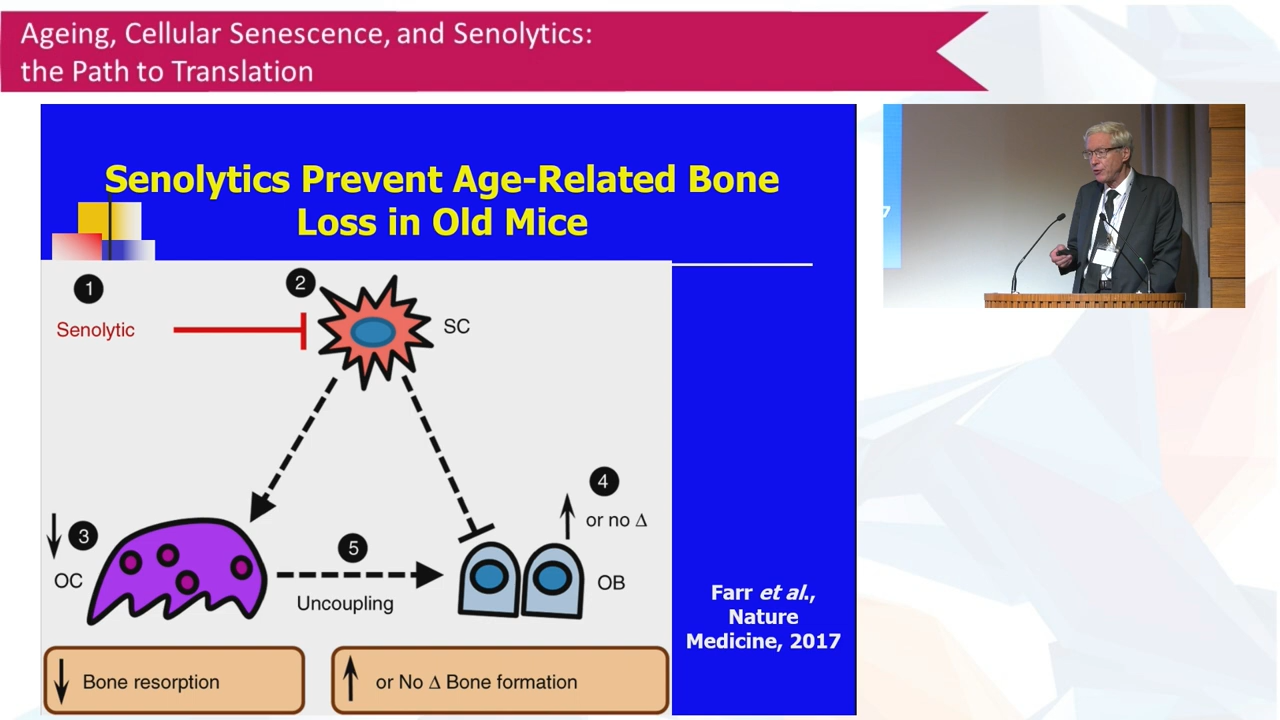 Ageing, Cellular Senescence, and Senolytics:
the Path to Translation
Senolytics Prevent Age-Related Bone
Loss in Old Mice
1
2
Senolytic
SC
4
or no Δ
3
5
OC
OB
Uncoupling
Farr et al.,
Nature
Medicine, 2017
Bone resorption
or No Δ Bone formation
7